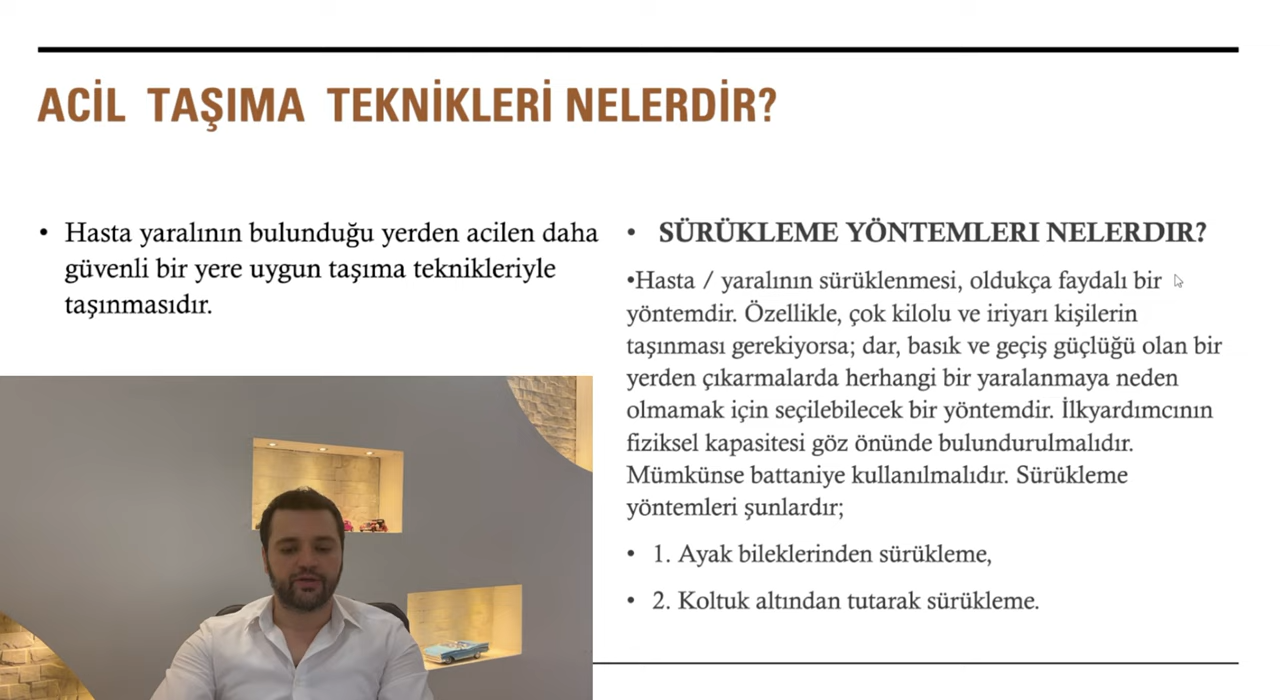 ACİL TAŞIMA TEKNİKLERİ NELERDİR?
• Hasta yaralının bulunduğu yerden acilen daha
güvenli bir yere uygun taşıma teknikleriyle
taşınmasıdır.
• SÜRÜKLEME YÖNTEMLERI NELERDIR?
•Hasta / yaralının sürüklenmesi, oldukça faydalı bir
yöntemdir. Özellikle, çok kilolu ve iriyarı kişilerin
taşınması gerekiyorsa; dar, basık ve geçiş güçlüğü olan bir
yerden çıkarmalarda herhangi bir yaralanmaya neden
olmamak için seçilebilecek bir yöntemdir. İlkyardımcının
fiziksel kapasitesi göz önünde bulundurulmalıdır.
Mümkünse battaniye kullanılmalıdır. Sürükleme
yöntemleri şunlardır;
• 1. Ayak bileklerinden sürükleme,
• 2. Koltuk altından tutarak sürükleme.